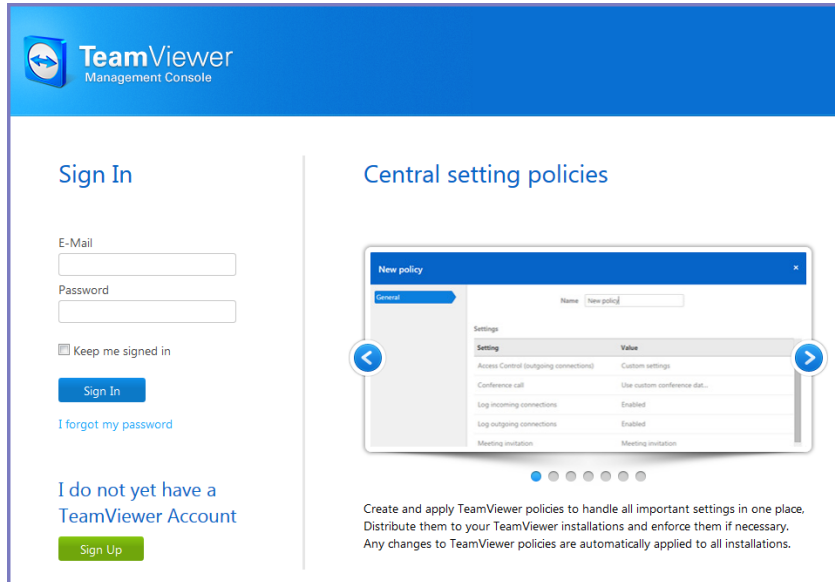 TeamViewer
Management Console
Sign In
E-Mail
Password
Keep me signed in
Sign In
I forgot my password
I do not yet have a
TeamViewer Account
Sign Up
Central setting policies
New policy ×
General
Name New policy
Settings
Setting Value
Access Control (outgoing connections) Custom settings
Conference call Use custom conference dat...
Log incoming connections Enabled
Log outgoing connections Enabled
Meeting invitation Meeting invitation
Create and apply TeamViewer policies to handle all important settings in one place,
Distribute them to your TeamViewer installations and enforce them if necessary.
Any changes to TeamViewer policies are automatically applied to all installations.